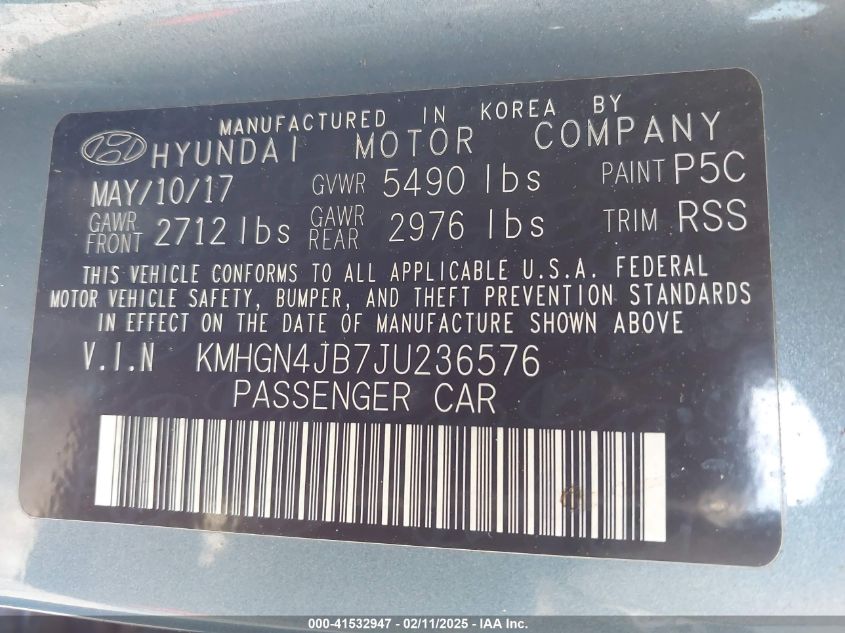 MANUFACTURED IN KOREA BY
HYUNDAI MOTOR COMPANY
MAY/10/17 GVWR 5490 lbs PAINT P5C
GAWR FRONT 2712 lbs GAWR REAR 2976 lbs TRIM RSS
THIS VEHICLE CONFORMS TO ALL APPLICABLE U.S.A. FEDERAL
MOTOR VEHICLE SAFETY, BUMPER, AND THEFT PREVENTION STANDARDS
IN EFFECT ON THE DATE OF MANUFACTURE SHOWN ABOVE
V.I.N KMHGN4JB7JU236576
PASSENGER CAR
000-41532947 - 02/11/2025 - © IAA Holdings, LLC.